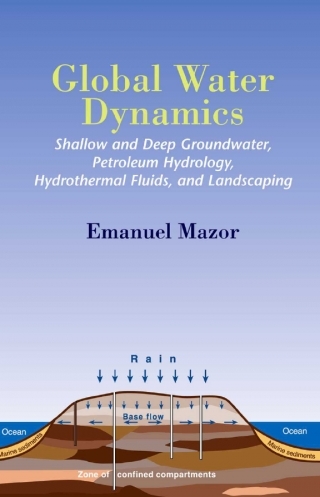 Global Water
Dynamics
Shallow and Deep Groundwater,
Petroleum Hydrology,
Hydrothermal Fluids, and Landscaping
Emanuel Mazor
Rain
Base flow
Ocean
Ocean
Marine sediments
Marine sediments
Zone of confined compartments